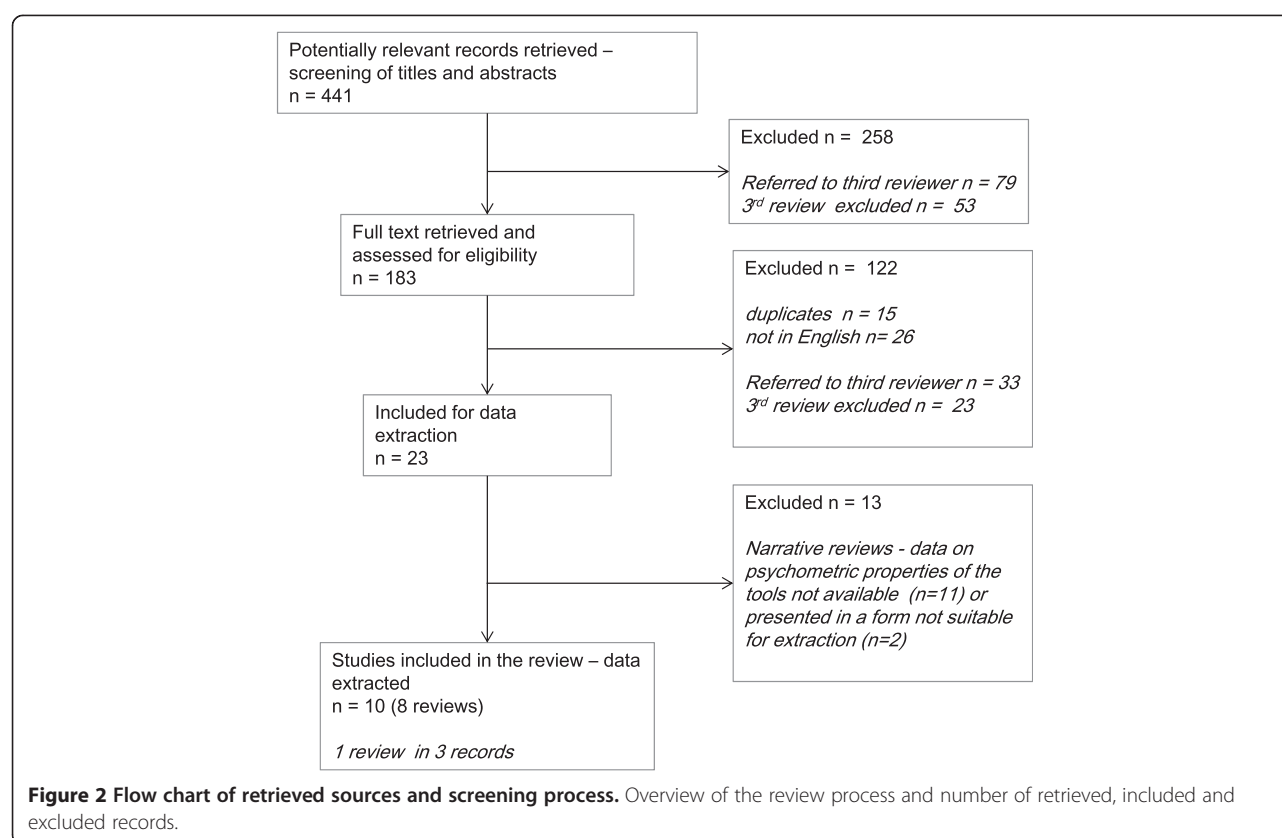 Potentially relevant records retrieved –
screening of titles and abstracts
n = 441
Excluded n =  258
Referred to third reviewer n = 79
3rd review  excluded n =  53
Full text retrieved and
assessed for eligibility
n = 183
Excluded n =  122
duplicates  n = 15
not in English n= 26
Referred to third reviewer n = 33
3rd review excluded n =  23
Included for data
extraction
n = 23
Excluded n = 13
Narrative reviews - data on
psychometric properties of the
tools not available  (n=11) or
presented in a form not suitable
for extraction (n=2)
Studies included in the review – data
extracted
n = 10 (8 reviews)
1 review  in 3 records
Figure 2 Flow chart of retrieved sources and screening process. Overview of the review process and number of retrieved, included and
excluded records.